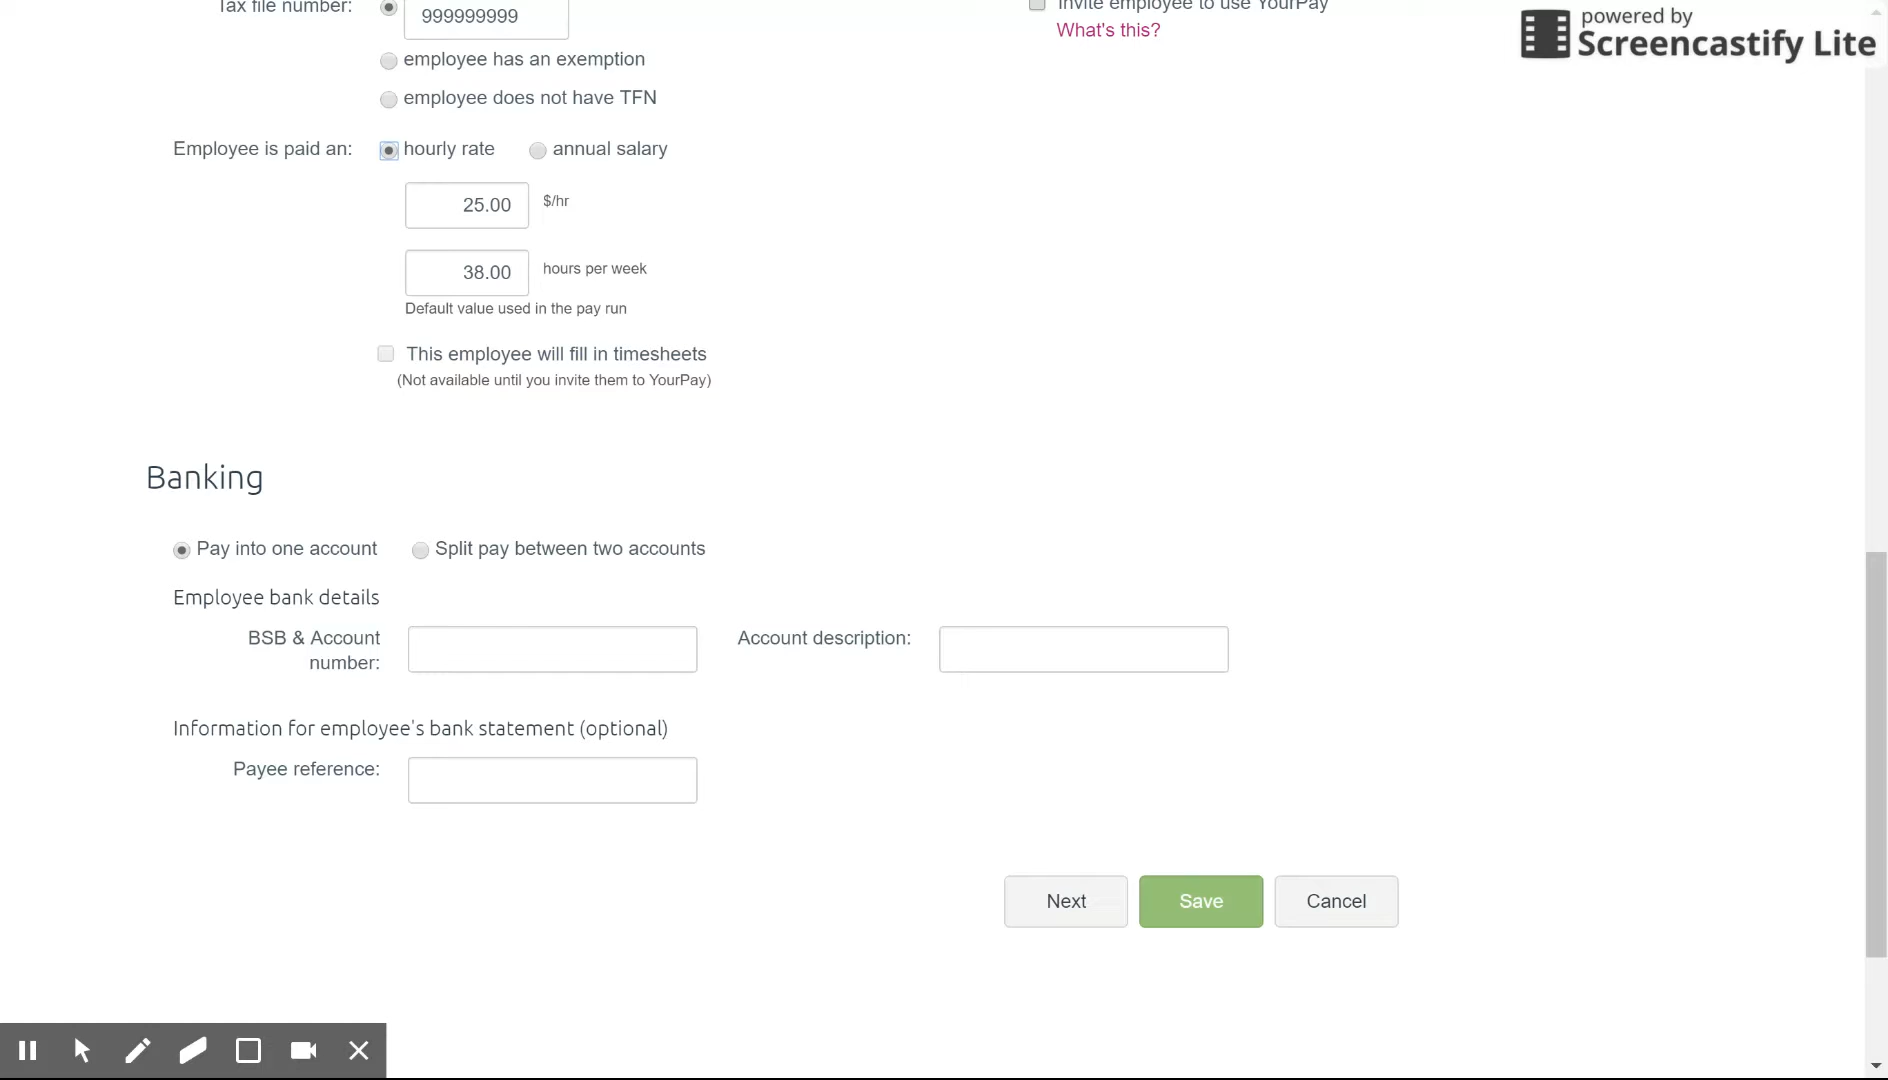 Tax file number:
999999999
Invite employee to use YourPay
What's this?
powered by
Screencastify Lite
employee has an exemption
employee does not have TFN
Employee is paid an:
hourly rate
annual salary
25.00
$/hr
38.00
hours per week
Default value used in the pay run
This employee will fill in timesheets
(Not available until you invite them to YourPay)
Banking
Pay into one account
Split pay between two accounts
Employee bank details
BSB & Account
number:
Account description:
Information for employee's bank statement (optional)
Payee reference:
Next
Save
Cancel